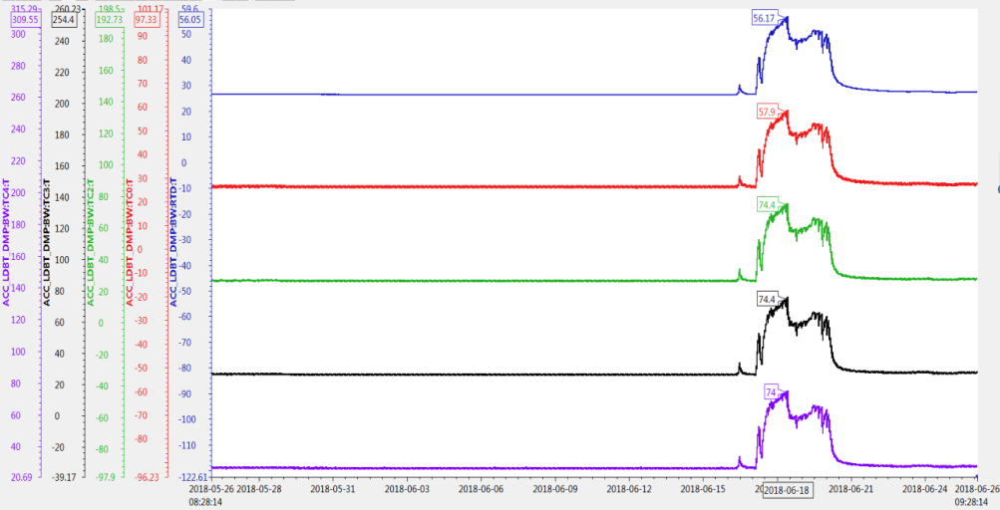 315.29 260.23 198.5 101.17 59.6
309.55 254.4 192.73 97.33 56.05
280 240 180 90 50
260 220 160 80 40
240 200 140 70 30
220 180 120 60 20
200 160 100 50 10
180 140 80 40 0
160 120 60 30 -10
140 100 40 20 -20
120 80 20 10 -30
100 60 0 0 -40
80 40 -20 -10 -50
60 20 -40 -20 -60
40 0 -60 -30 -70
-20 -80 -40 -80
-50 -90
-60 -100
-70 -110
-80
20.69 -39.17 -97.9 -96.23 -122.61
ACC_LDBT_DMP:BW:TC4:T
ACC_LDBT_DMP:BW:TC3:T
ACC_LDBT_DMP:BW:TC2:T
ACC_LDBT_DMP:BW:TC0:T
ACC_LDBT_DMP:BW:RTD:T
56.17
57.9
74.4
74.4
74
2018-05-26 2018-05-28 2018-05-31 2018-06-03 2018-06-06 2018-06-09 2018-06-12 2018-06-15 2018-06-18 2018-06-21 2018-06-24 2018-06-26
08:28:14 09:28:14